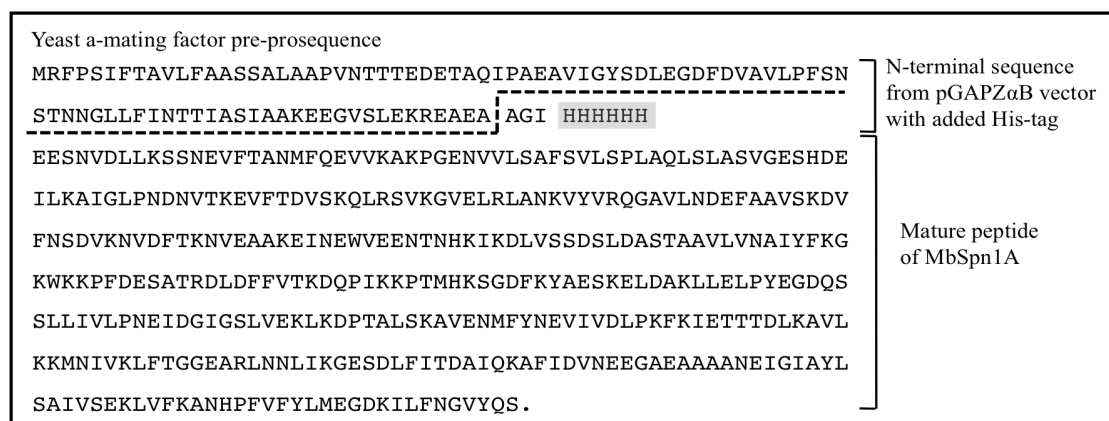 Yeast a-mating factor pre-prosequence
MRFPSIFTAVLFAASSALAAPVNTTTEDETAQIPAEAVIGYSDLEGDFDVAVLPFSN
STNNGLLFINTTIASIAAKEEGVSLEKREAEA AGI HHHHHH
N-terminal sequence
from pGAPZαB vector
with added His-tag
EESNVDLLKSSNEVFTANMFQEVVKAKPGENVVLSAFSVLSPLAQLSLASVGESHDE
ILKAIGLPNDNVTKEVFTDVSKQLRSVKGVELRLANKVYVRQGAVLNDEFAAVSKDV
FNSDVKNVDFTKNVEAAKEINEWVEENTNHKIKDLVSSDSLDASTAAVLVNAIYFKG
KWKKPFDESATRDLDFFVTKDQPIKKPTMHKSGDFKYAESKELDAKLLELPYEGDQS
SLLIVLPNEIDGIGSLVEKLKDPTALSKAVENMFYNEVIVDLPKFKIETTTDLKAVL
KKMNIVKLFTGGEARLNNLIKGESDLFITDAIQKAFIDVNEEGAEAAAANEIGIAYL
SAIVSEKLVFKANHPFVFYLMEGDKILFNGVYQS.
Mature peptide
of MbSpn1A